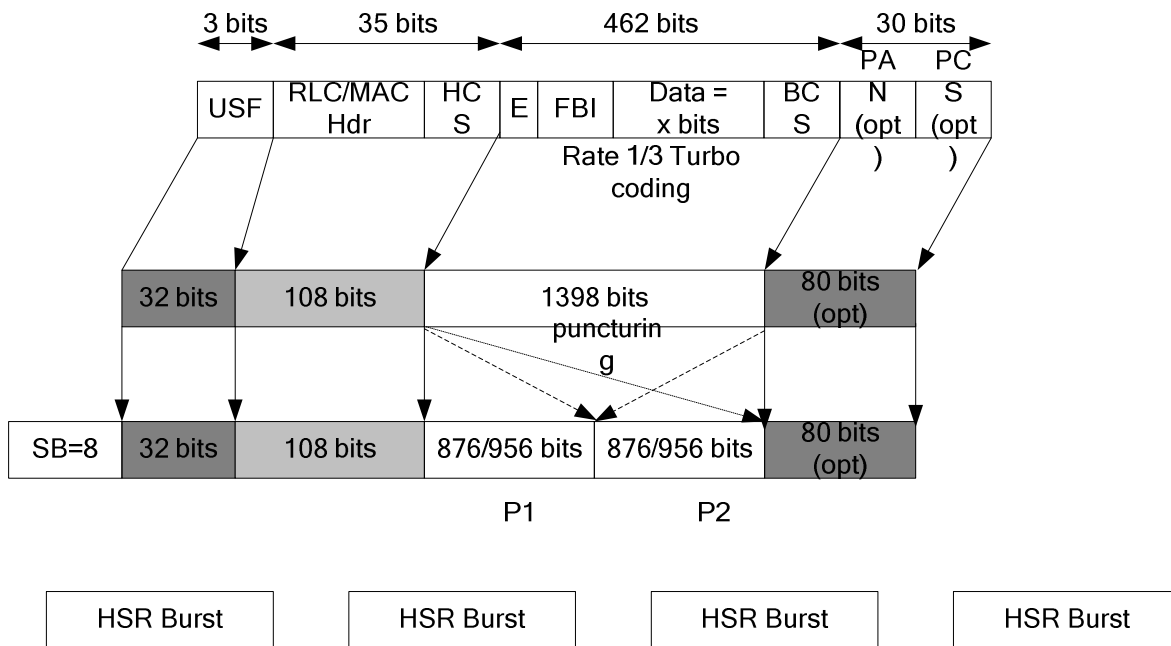 3 bits 35 bits 462 bits 30 bits
USF
RLC/MAC
Hdr
HC
S
E
FBI
Data =
x bits
BC
S
PA
N
(opt
)
PC
S
(opt
)
Rate 1/3 Turbo
coding
32 bits 108 bits 1398 bits
80 bits
(opt)
puncturin
g
SB=8 32 bits 108 bits 876/956 bits 876/956 bits
80 bits
(opt)
P1 P2
HSR Burst HSR Burst HSR Burst HSR Burst